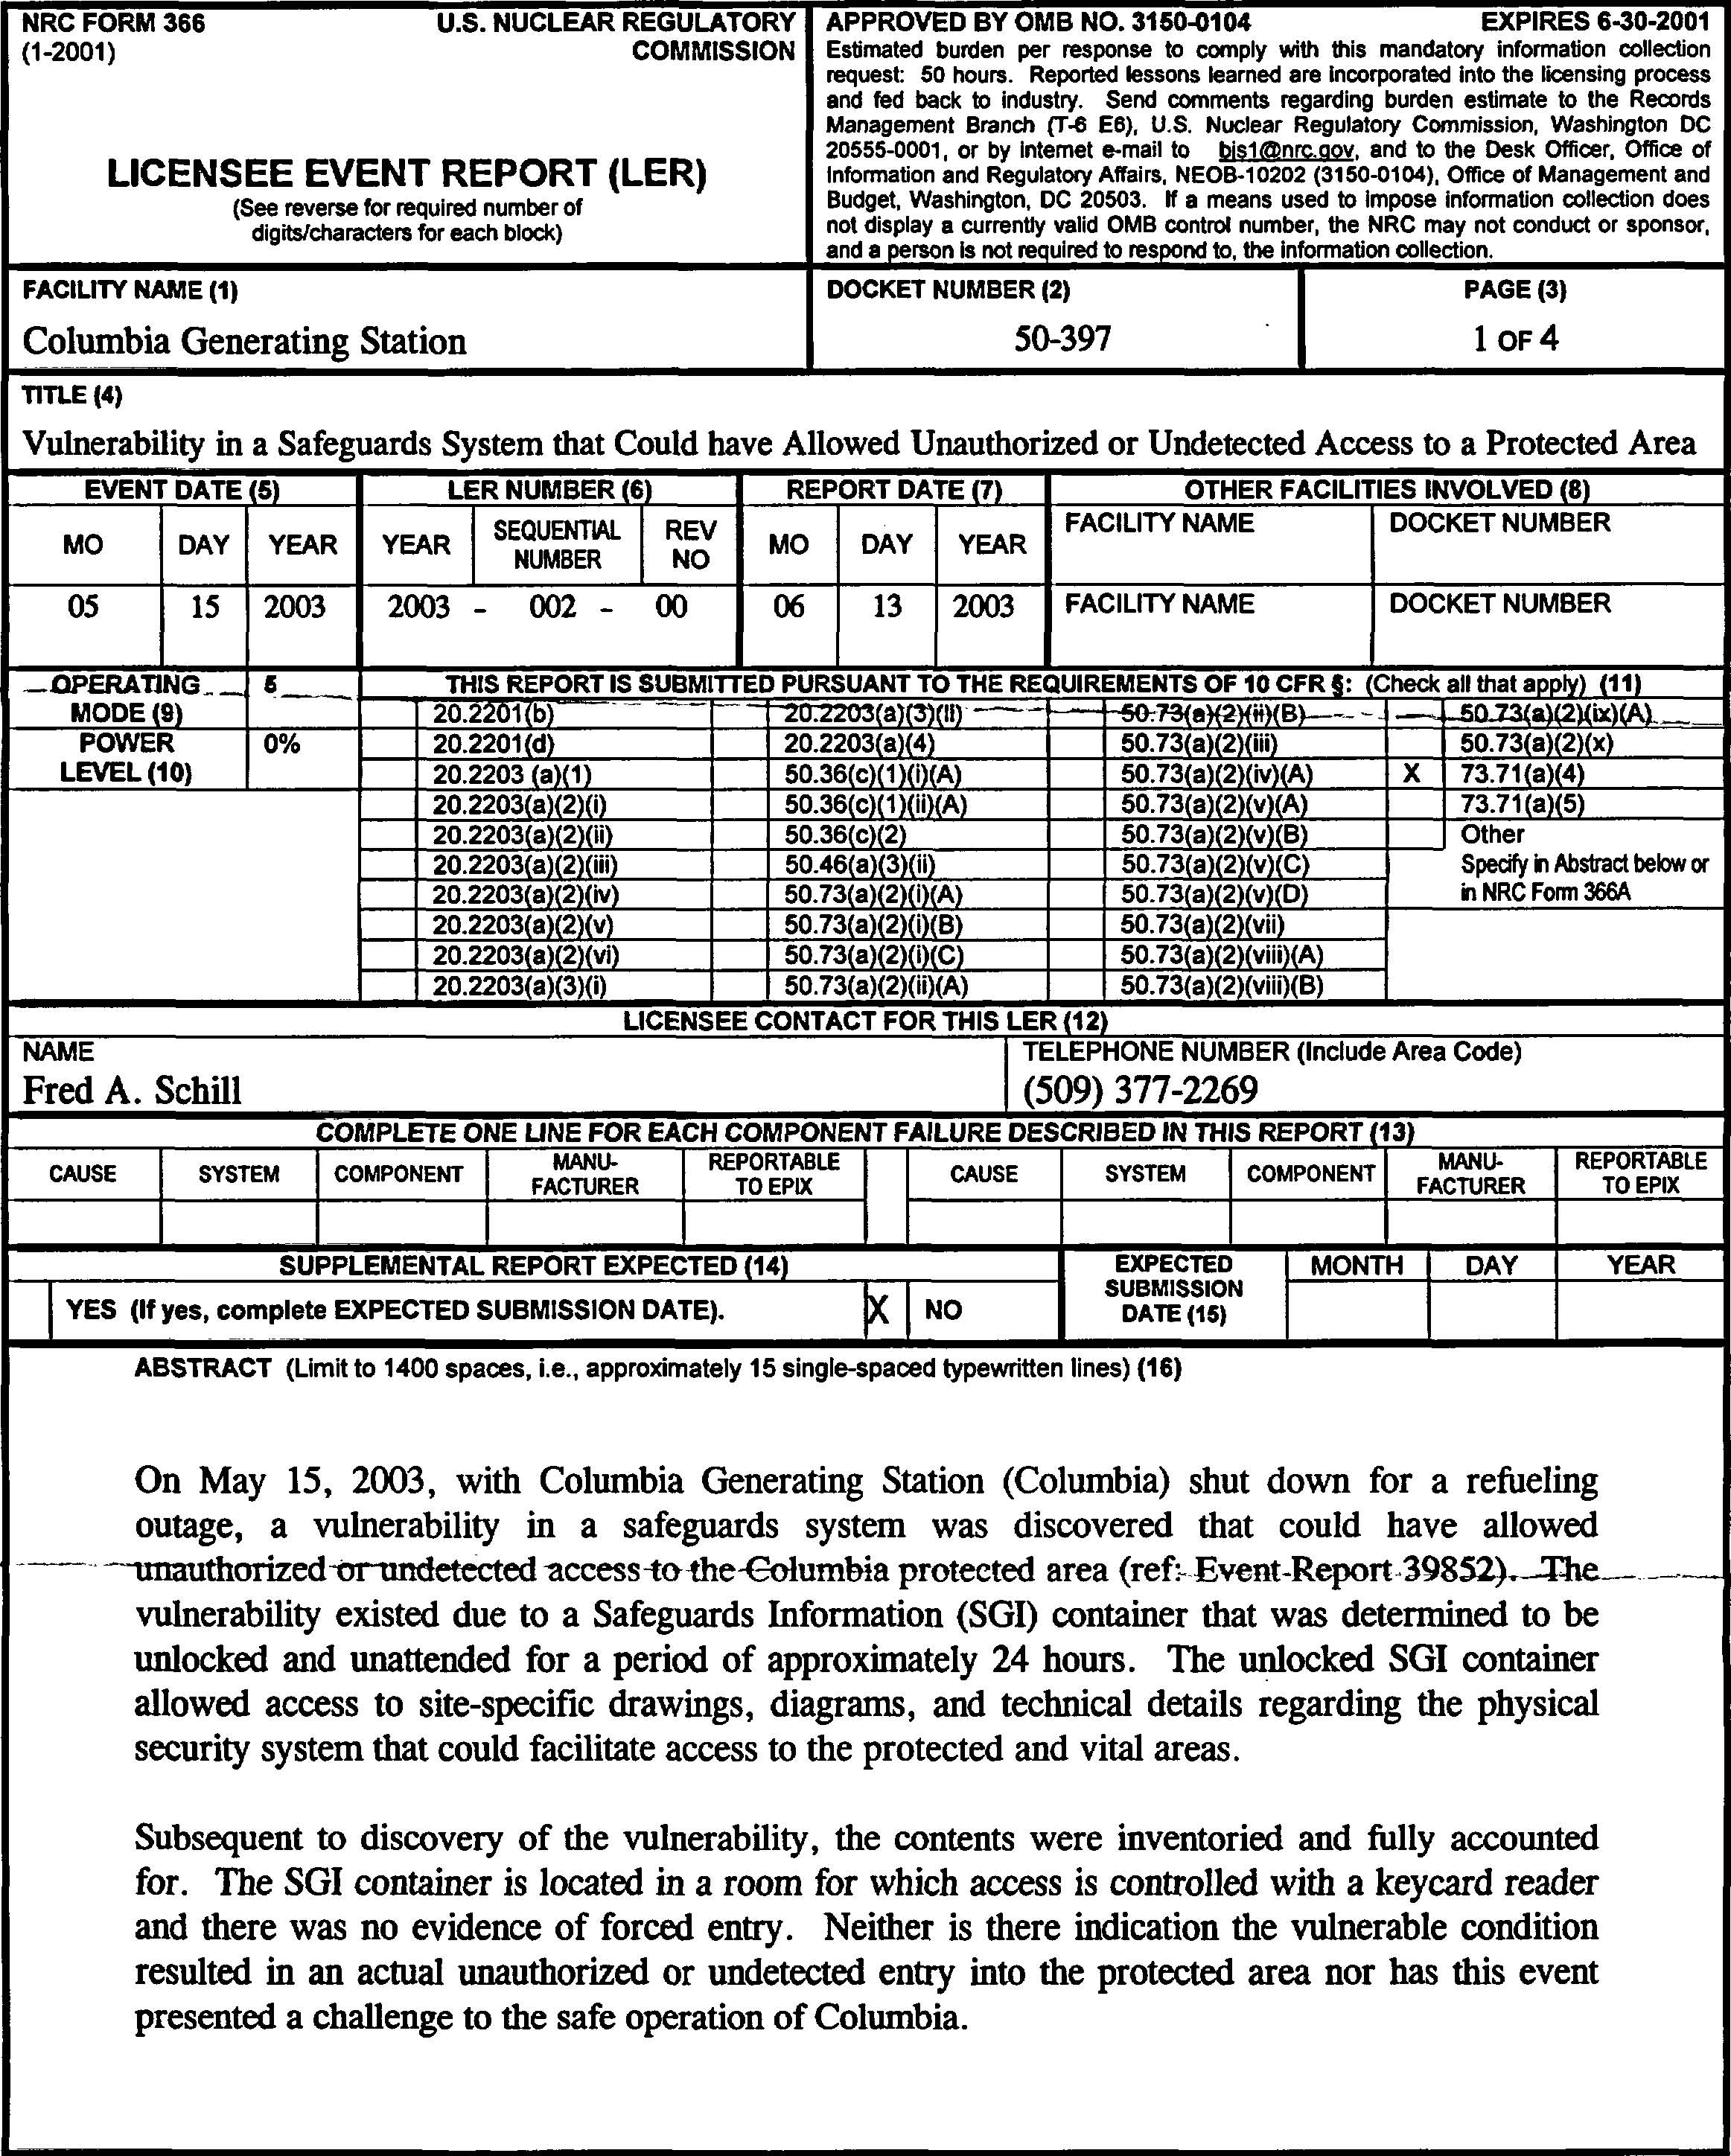 NRC FORM 366 U.S. NUCLEAR REGULATORY
(1-2001) COMMISSION
LICENSEE EVENT REPORT (LER)
(See reverse for required number of
digits/characters for each block)
APPROVED BY OMB NO. 3150-0104 EXPIRES 6-30-2001
Estimated burden per response to comply with this mandatory information collection
request: 50 hours. Reported lessons learned are incorporated into the licensing process
and fed back to industry. Send comments regarding burden estimate to the Records
Management Branch (T-6 E6), U.S. Nuclear Regulatory Commission, Washington DC
20555-0001, or by internet e-mail to bjs1@nrc.gov, and to the Desk Officer, Office of
Information and Regulatory Affairs, NEOB-10202 (3150-0104), Office of Management and
Budget, Washington, DC 20503. If a means used to impose information collection does
not display a currently valid OMB control number, the NRC may not conduct or sponsor,
and a person is not required to respond to, the information collection.
FACILITY NAME (1) DOCKET NUMBER (2) PAGE (3)
Columbia Generating Station 50-397 1 OF 4
TITLE (4)
Vulnerability in a Safeguards System that Could have Allowed Unauthorized or Undetected Access to a Protected Area
EVENT DATE (5) LER NUMBER (6) REPORT DATE (7) OTHER FACILITIES INVOLVED (8)
MO DAY YEAR YEAR SEQUENTIAL NUMBER REV NO MO DAY YEAR FACILITY NAME DOCKET NUMBER
05 15 2003 2003 - 002 - 00 06 13 2003 FACILITY NAME DOCKET NUMBER
OPERATING MODE (9) 5 THIS REPORT IS SUBMITTED PURSUANT TO THE REQUIREMENTS OF 10 CFR §: (Check all that apply) (11)
20.2201(b) 20.2203(a)(3)(ii) 50.73(a)(2)(ii)(B) 50.73(a)(2)(ix)(A)
POWER LEVEL (10) 0% 20.2201(d) 20.2203(a)(4) 50.73(a)(2)(iii) 50.73(a)(2)(x)
20.2203 (a)(1) 50.36(c)(1)(i)(A) 50.73(a)(2)(iv)(A) X 73.71(a)(4)
20.2203(a)(2)(i) 50.36(c)(1)(ii)(A) 50.73(a)(2)(v)(A) 73.71(a)(5)
20.2203(a)(2)(ii) 50.36(c)(2) 50.73(a)(2)(v)(B) Other
20.2203(a)(2)(iii) 50.46(a)(3)(ii) 50.73(a)(2)(v)(C) Specify in Abstract below or
20.2203(a)(2)(iv) 50.73(a)(2)(i)(A) 50.73(a)(2)(v)(D) in NRC Form 366A
20.2203(a)(2)(v) 50.73(a)(2)(i)(B) 50.73(a)(2)(vii)
20.2203(a)(2)(vi) 50.73(a)(2)(i)(C) 50.73(a)(2)(viii)(A)
20.2203(a)(3)(i) 50.73(a)(2)(ii)(A) 50.73(a)(2)(viii)(B)
LICENSEE CONTACT FOR THIS LER (12)
NAME TELEPHONE NUMBER (Include Area Code)
Fred A. Schill (509) 377-2269
COMPLETE ONE LINE FOR EACH COMPONENT FAILURE DESCRIBED IN THIS REPORT (13)
CAUSE SYSTEM COMPONENT MANU-FACTURER REPORTABLE TO EPIX CAUSE SYSTEM COMPONENT MANU-FACTURER REPORTABLE TO EPIX
SUPPLEMENTAL REPORT EXPECTED (14) EXPECTED SUBMISSION DATE (15) MONTH DAY YEAR
YES (If yes, complete EXPECTED SUBMISSION DATE). X NO
ABSTRACT (Limit to 1400 spaces, i.e., approximately 15 single-spaced typewritten lines) (16)
On May 15, 2003, with Columbia Generating Station (Columbia) shut down for a refueling
outage, a vulnerability in a safeguards system was discovered that could have allowed
unauthorized or undetected access to the Columbia protected area (ref: Event Report 39852). The
vulnerability existed due to a Safeguards Information (SGI) container that was determined to be
unlocked and unattended for a period of approximately 24 hours. The unlocked SGI container
allowed access to site-specific drawings, diagrams, and technical details regarding the physical
security system that could facilitate access to the protected and vital areas.
Subsequent to discovery of the vulnerability, the contents were inventoried and fully accounted
for. The SGI container is located in a room for which access is controlled with a keycard reader
and there was no evidence of forced entry. Neither is there indication the vulnerable condition
resulted in an actual unauthorized or undetected entry into the protected area nor has this event
presented a challenge to the safe operation of Columbia.